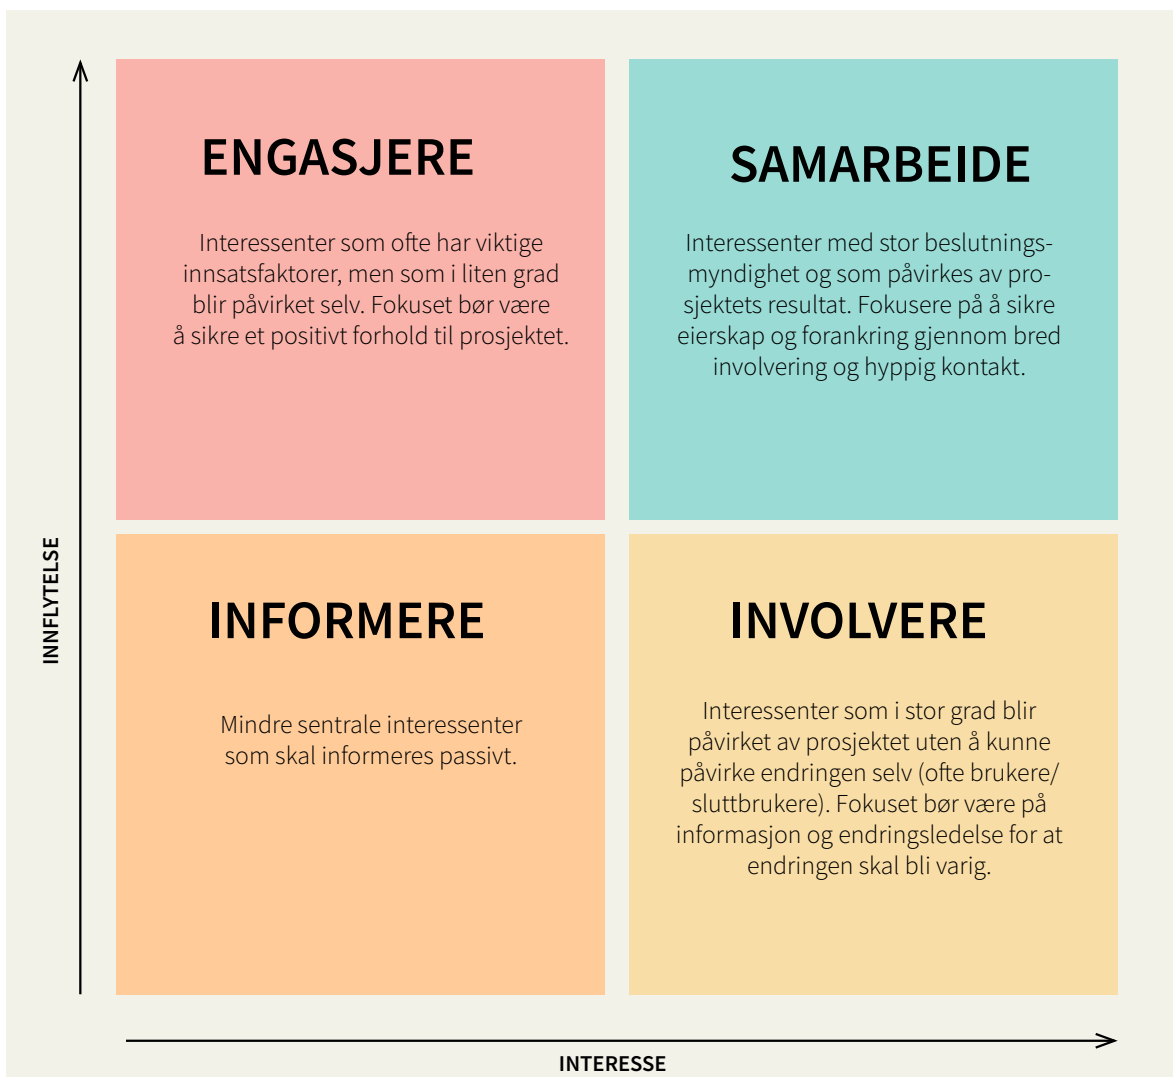 ENGASJERE
Interessenter som ofte har viktige
innsatsfaktorer, men som i liten grad
blir påvirket selv. Fokuset bør være
å sikre et positivt forhold til prosjektet.
SAMARBEIDE
Interessenter med stor beslutnings-
myndighet og som påvirkes av pro-
sjektets resultat. Fokusere på å sikre
eierskap og forankring gjennom bred
involvering og hyppig kontakt.
INNFLYTELSE
INFORMERE
Mindre sentrale interessenter
som skal informeres passivt.
INVOLVERE
Interessenter som i stor grad blir
påvirket av prosjektet uten å kunne
påvirke endringen selv (ofte brukere/
sluttbrukere). Fokuset bør være på
informasjon og endringsledelse for at
endringen skal bli varig.
INTERESSE